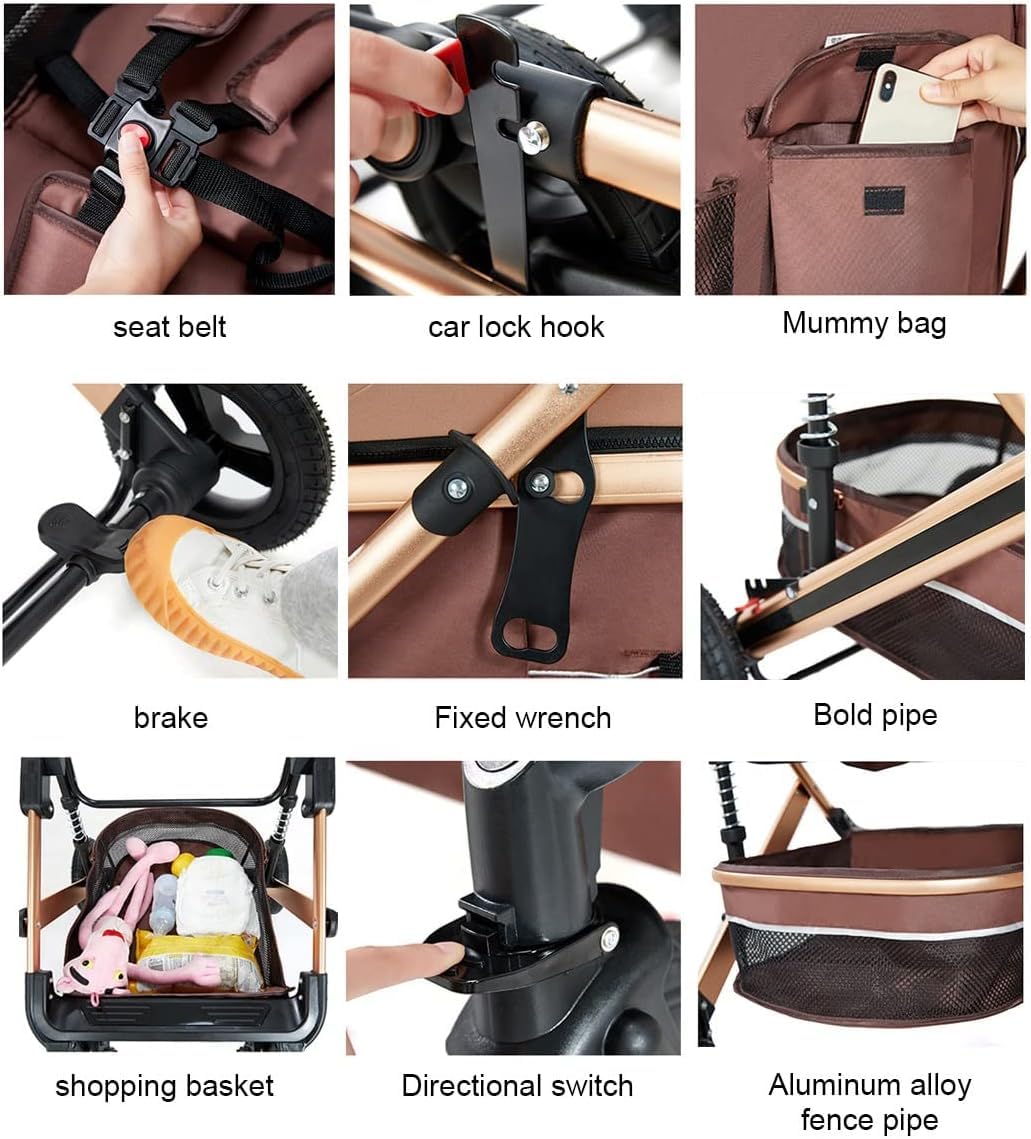 seat belt
car lock hook
Mummy bag
brake
Fixed wrench
Bold pipe
shopping basket
Directional switch
Aluminum alloy
fence pipe